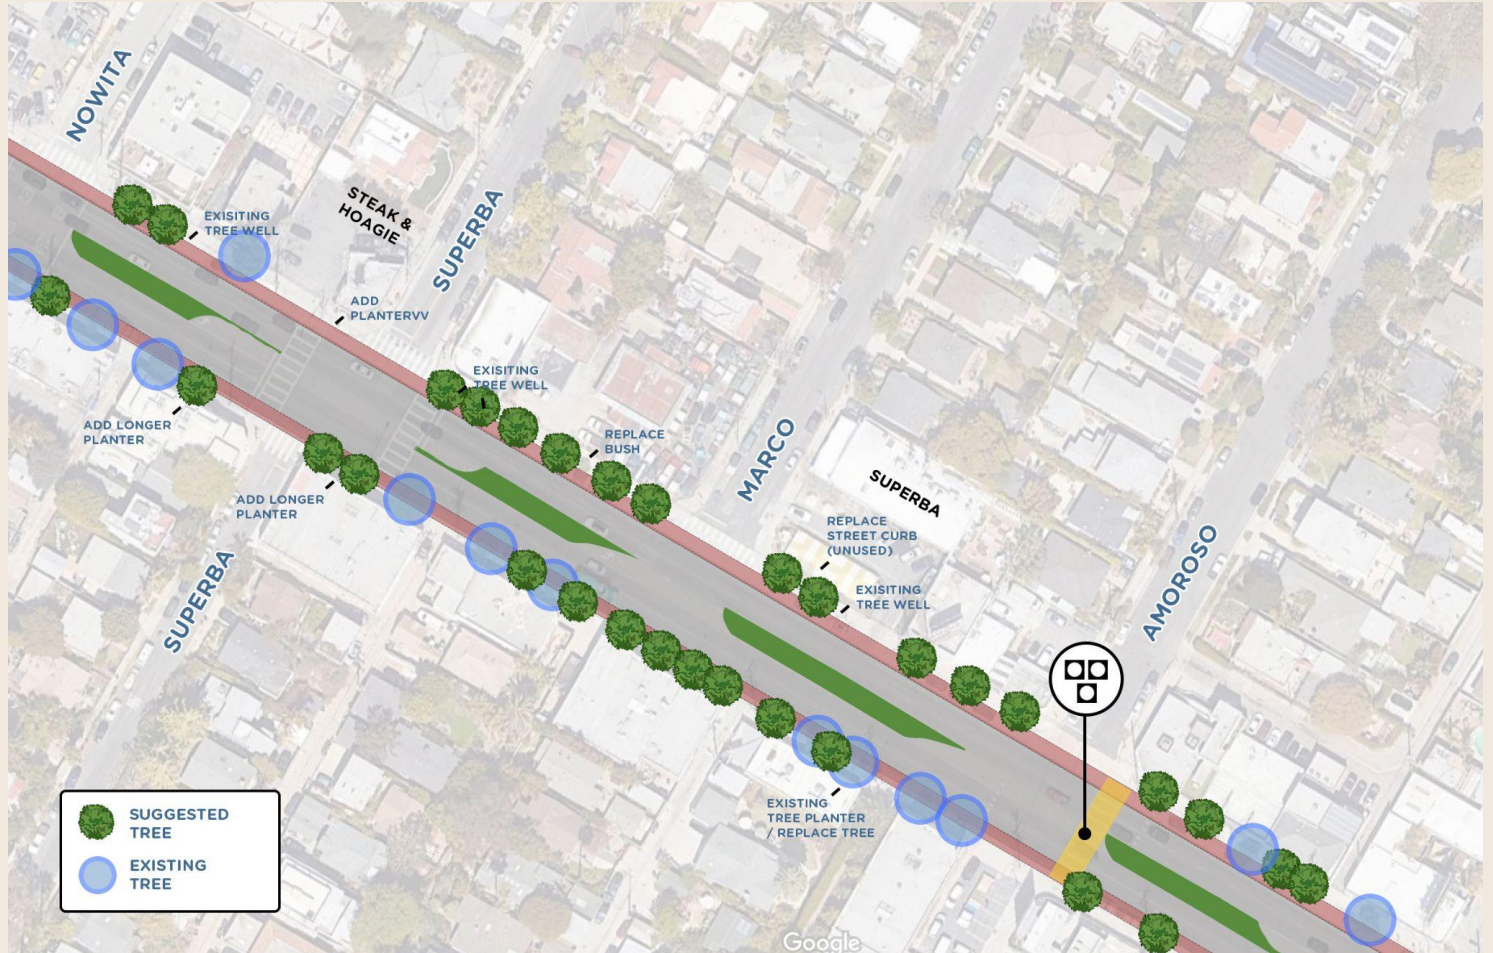 NOWITA
EXISITING
TREE WELL
STEAK &
HOAGIE
SUPERBA
ADD
PLANTERVV
EXISITING
TREE WELL
ADD LONGER
PLANTER
REPLACE
BUSH
MARCO
SUPERBA
ADD LONGER
PLANTER
REPLACE
STREET CURB
(UNUSED)
EXISITING
TREE WELL
AMOROSO
SUPERBA
EXISTING
TREE PLANTER
/ REPLACE TREE
SUGGESTED
TREE
EXISTING
TREE
Google